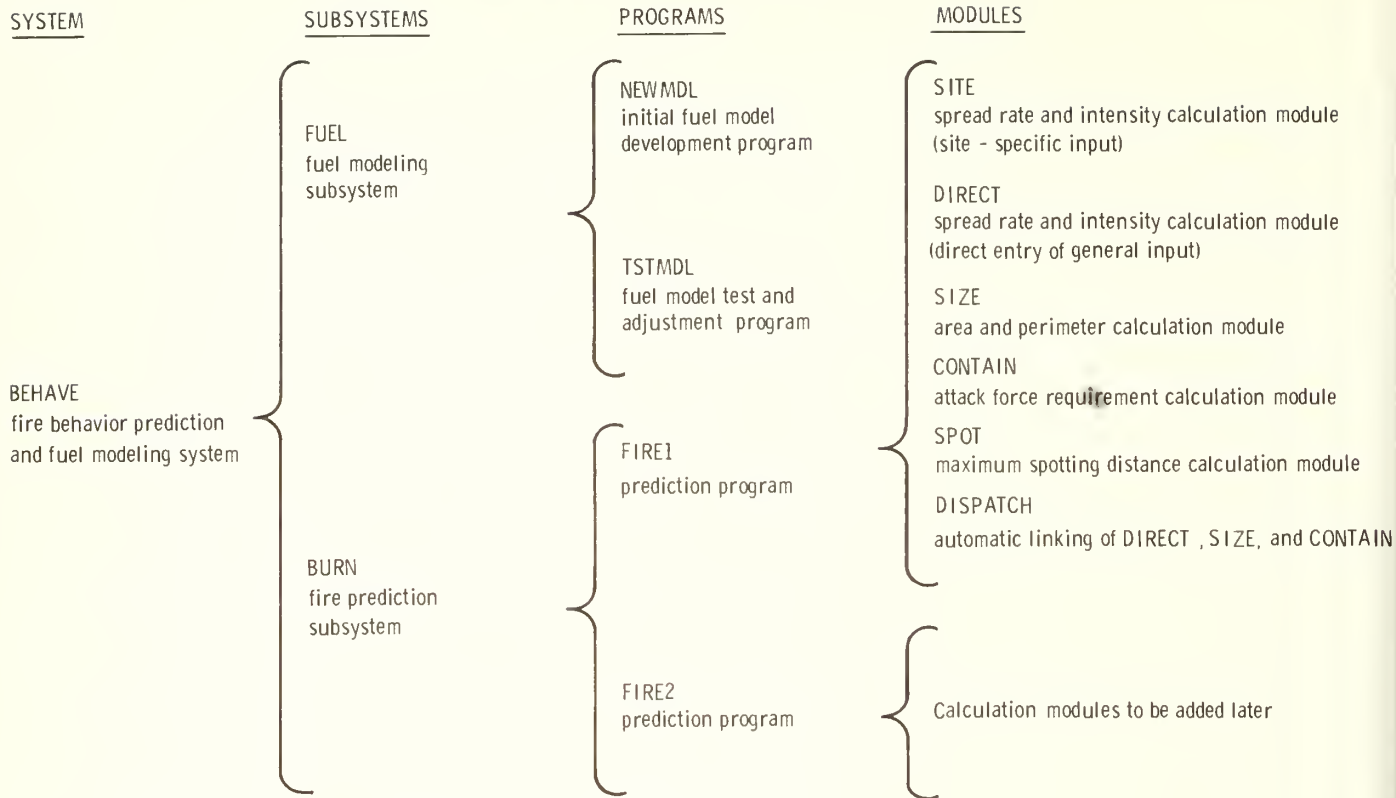 SYSTEM
SUBSYSTEMS
PROGRAMS
MODULES
BEHAVE
fire behavior prediction
and fuel modeling system
FUEL
fuel modeling
subsystem
BURN
fire prediction
subsystem
NEWMDL
initial fuel model
development program
TSTMDL
fuel model test and
adjustment program
FIRE1
prediction program
FIRE2
prediction program
SITE
spread rate and intensity calculation module
(site - specific input)
DIRECT
spread rate and intensity calculation module
(direct entry of general input)
SIZE
area and perimeter calculation module
CONTAIN
attack force requirement calculation module
SPOT
maximum spotting distance calculation module
DISPATCH
automatic linking of DIRECT , SIZE, and CONTAIN
Calculation modules to be added later